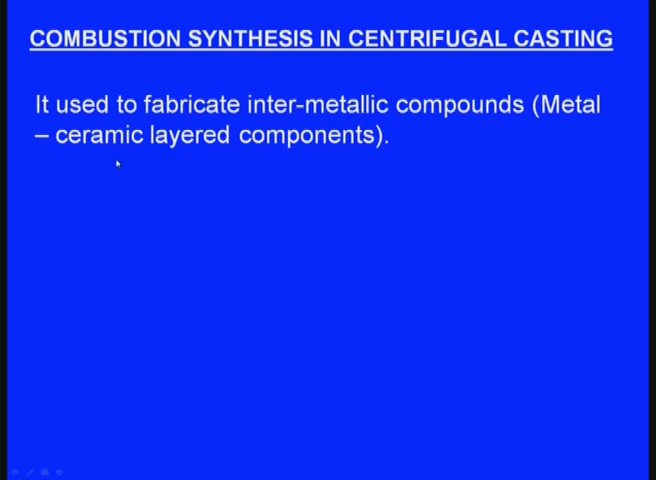 COMBUSTION SYNTHESIS IN CENTRIFUGAL CASTING
It used to fabricate inter-metallic compounds (Metal
– ceramic layered components).